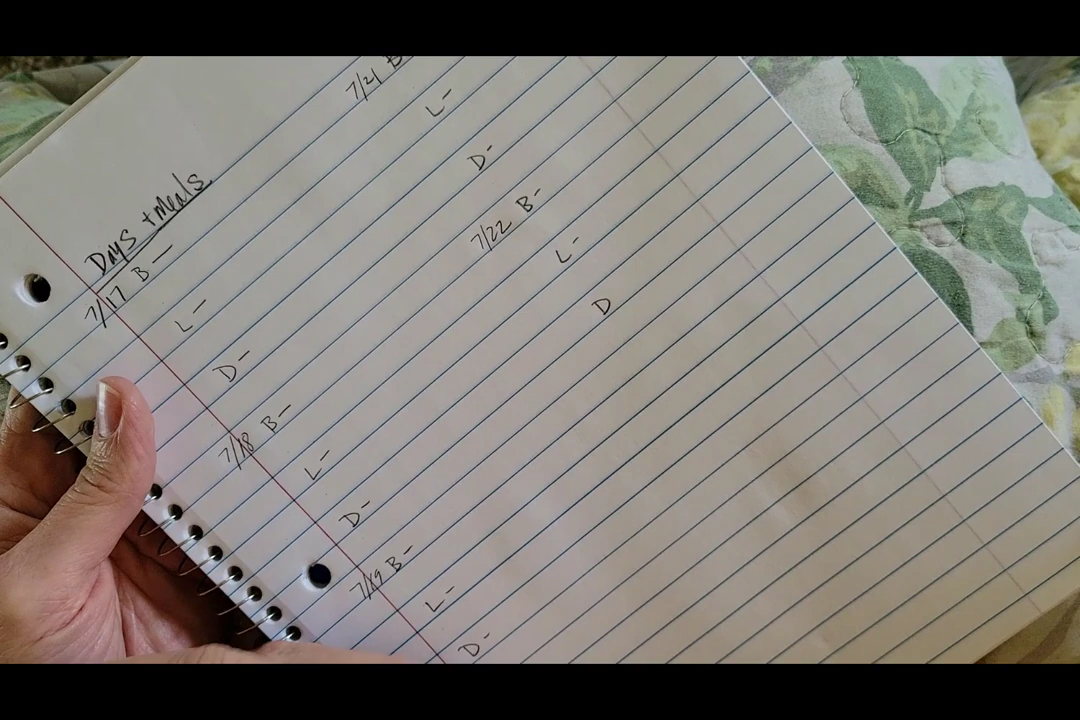 Days + Meals
7/17 B -
L -
D -
7/18 B -
L -
D -
7/19 B -
L -
D -
7/21 B
L -
D -
7/22 B -
L -
D